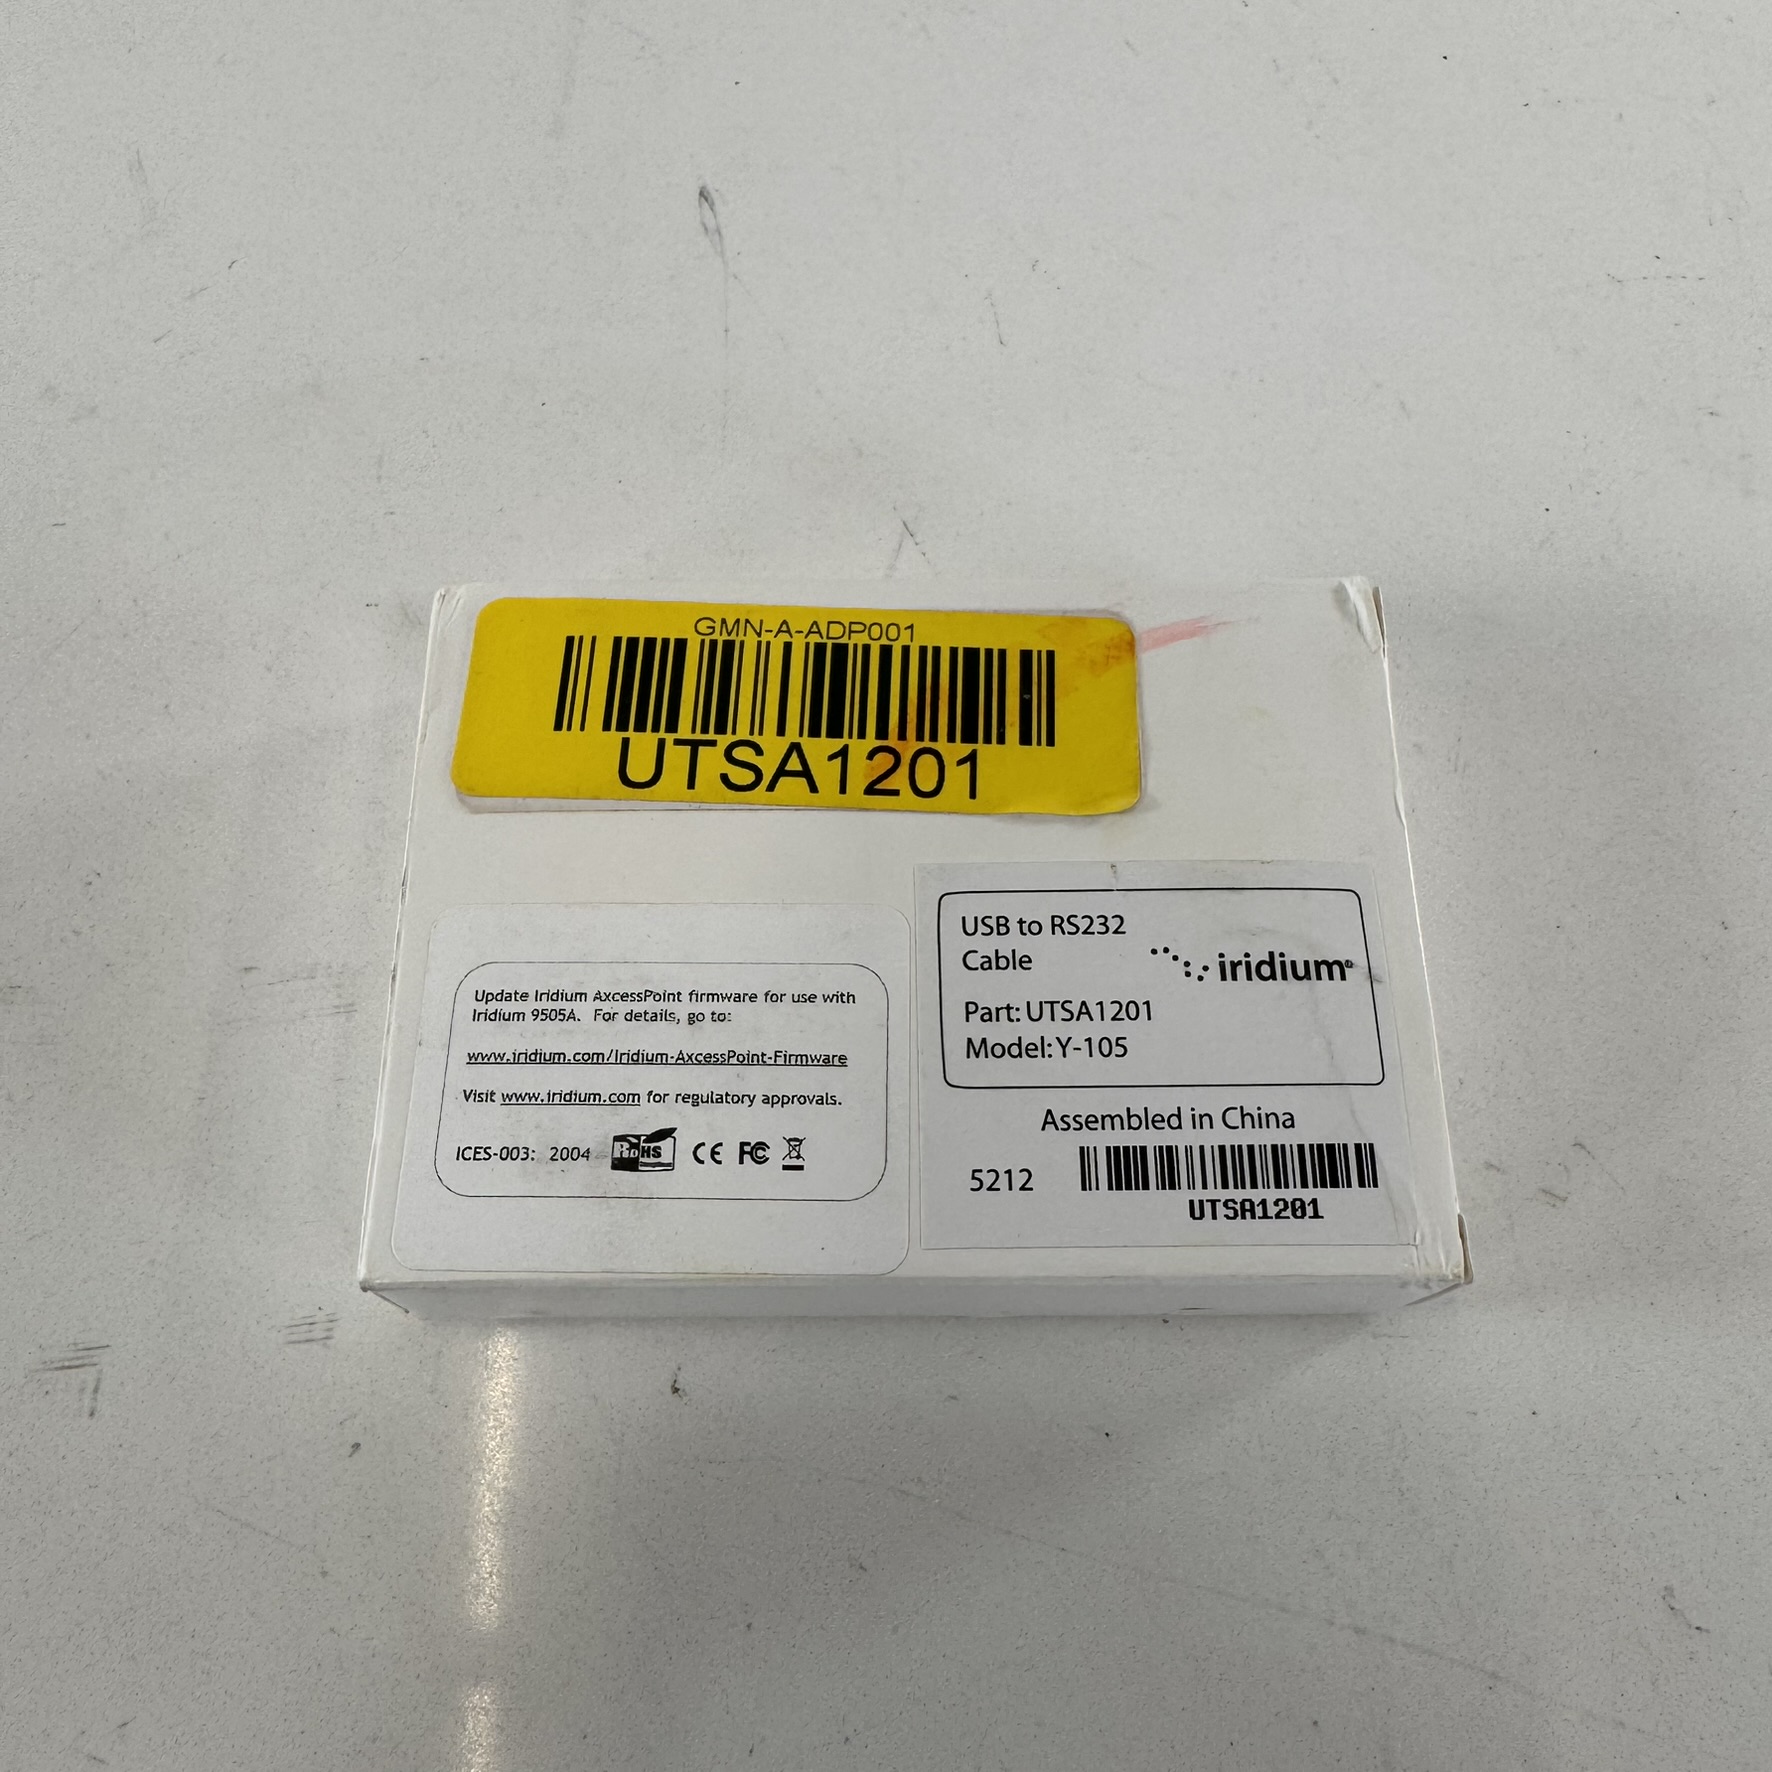 GMN-A-ADP001
UTSA1201
Update Iridium AxcessPoint firmware for use with
Iridium 9505A. For details, go to:
www.iridium.com/Iridium-AxcessPoint-Firmware
Visit www.iridium.com for regulatory approvals.
ICES-003: 2004 RoHS CE FC
USB to RS232
Cable
iridium®
Part: UTSA1201
Model: Y-105
Assembled in China
5212
UTSA1201